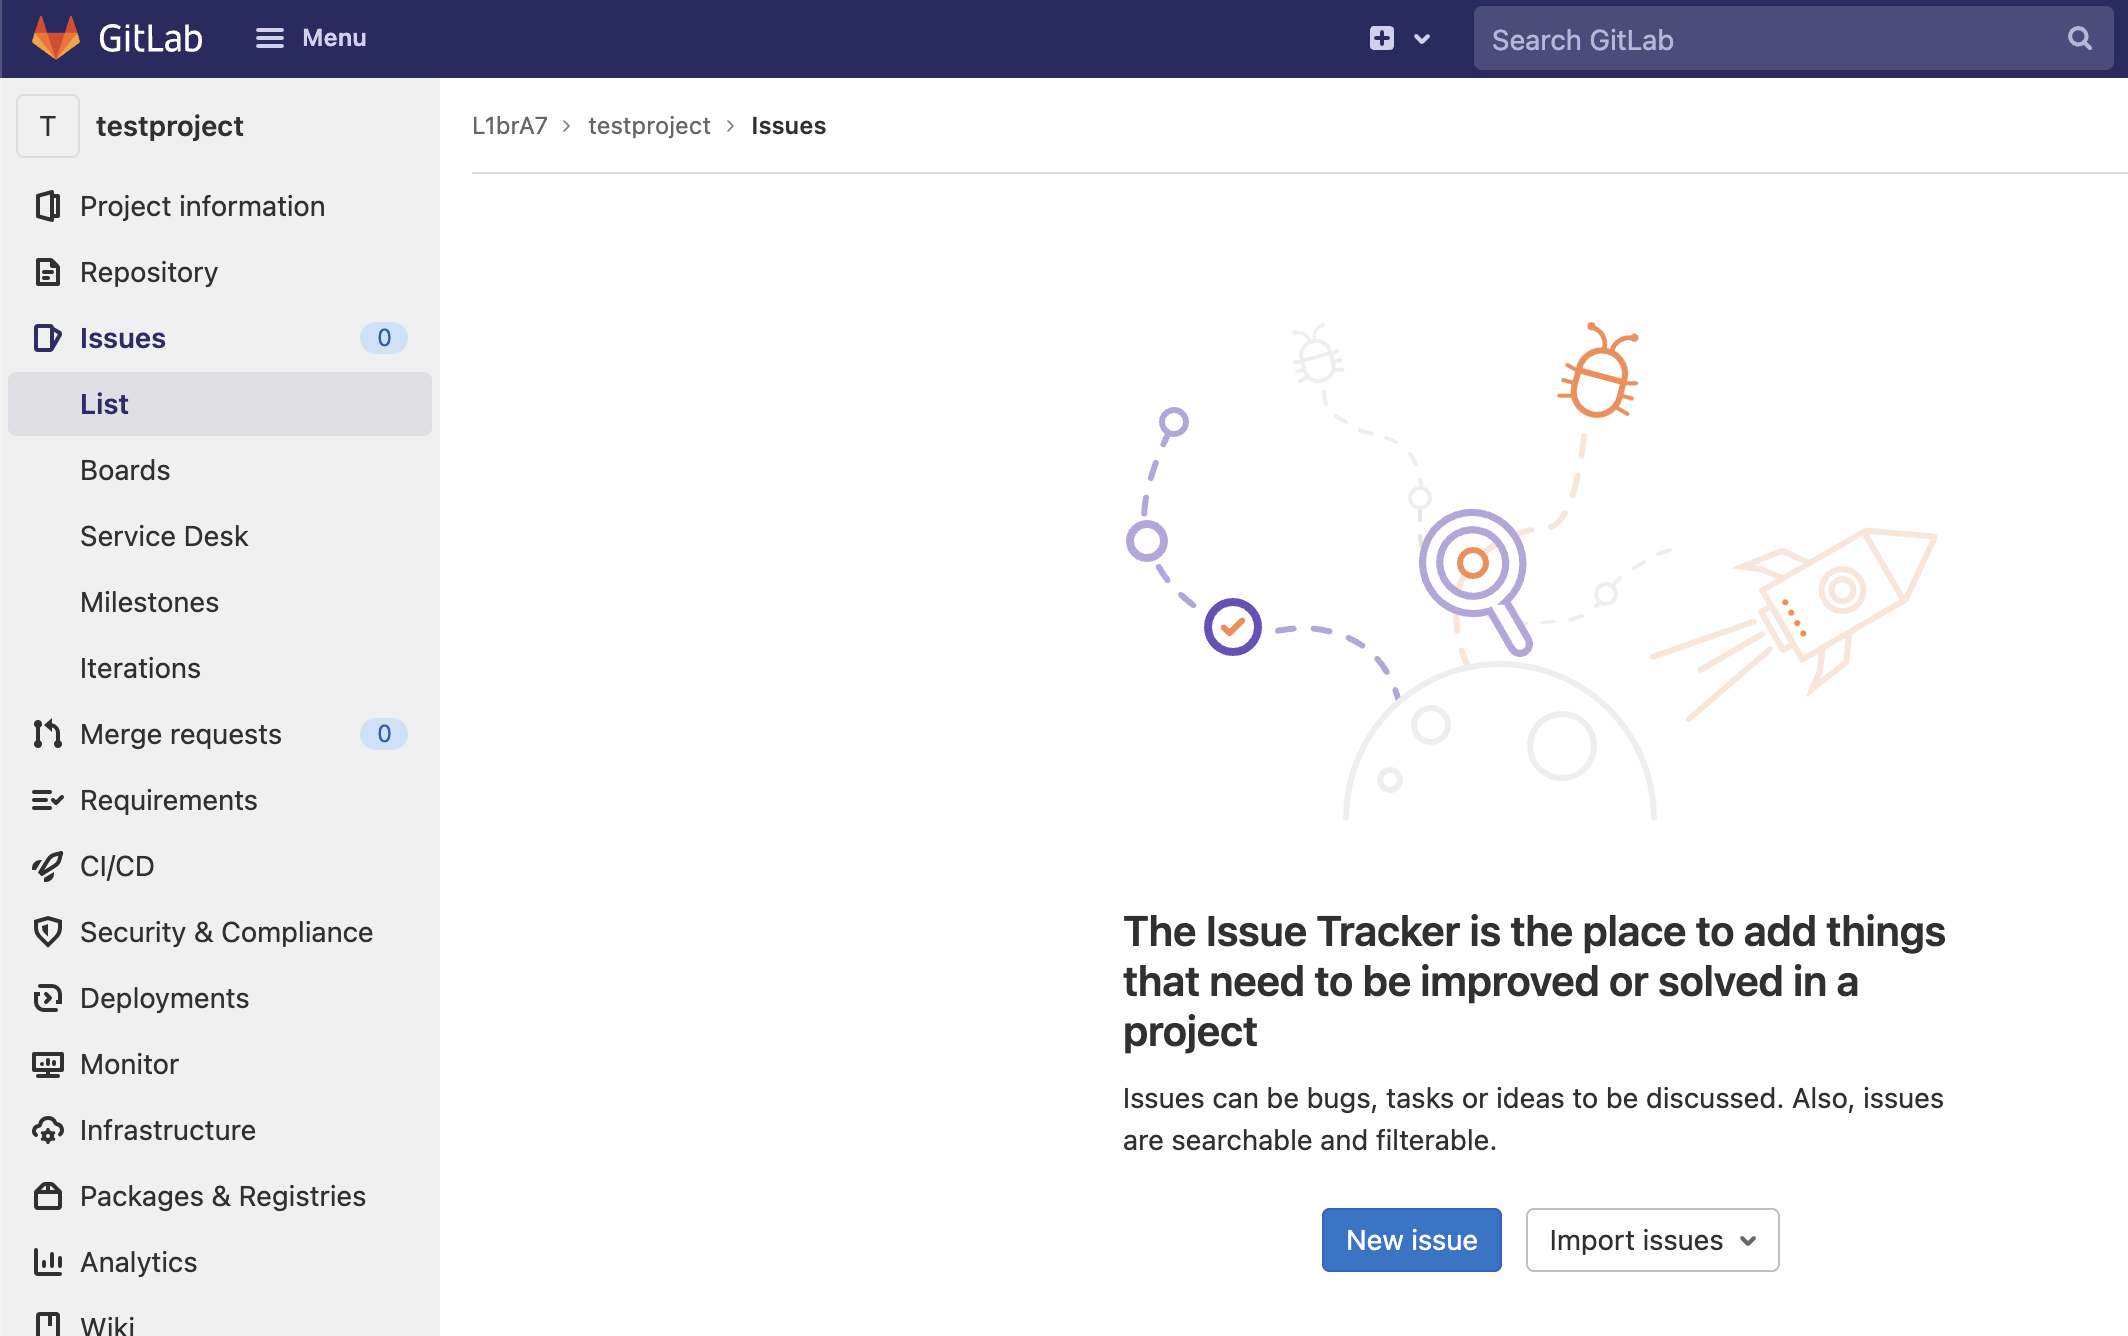 GitLab
Menu
Search GitLab
T
testproject
L1brA7 > testproject > Issues
Project information
Repository
Issues
0
List
Boards
Service Desk
Milestones
Iterations
Merge requests
0
Requirements
CI/CD
Security & Compliance
Deployments
Monitor
Infrastructure
Packages & Registries
Analytics
Wiki
The Issue Tracker is the place to add things
that need to be improved or solved in a
project
Issues can be bugs, tasks or ideas to be discussed. Also, issues
are searchable and filterable.
New issue
Import issues